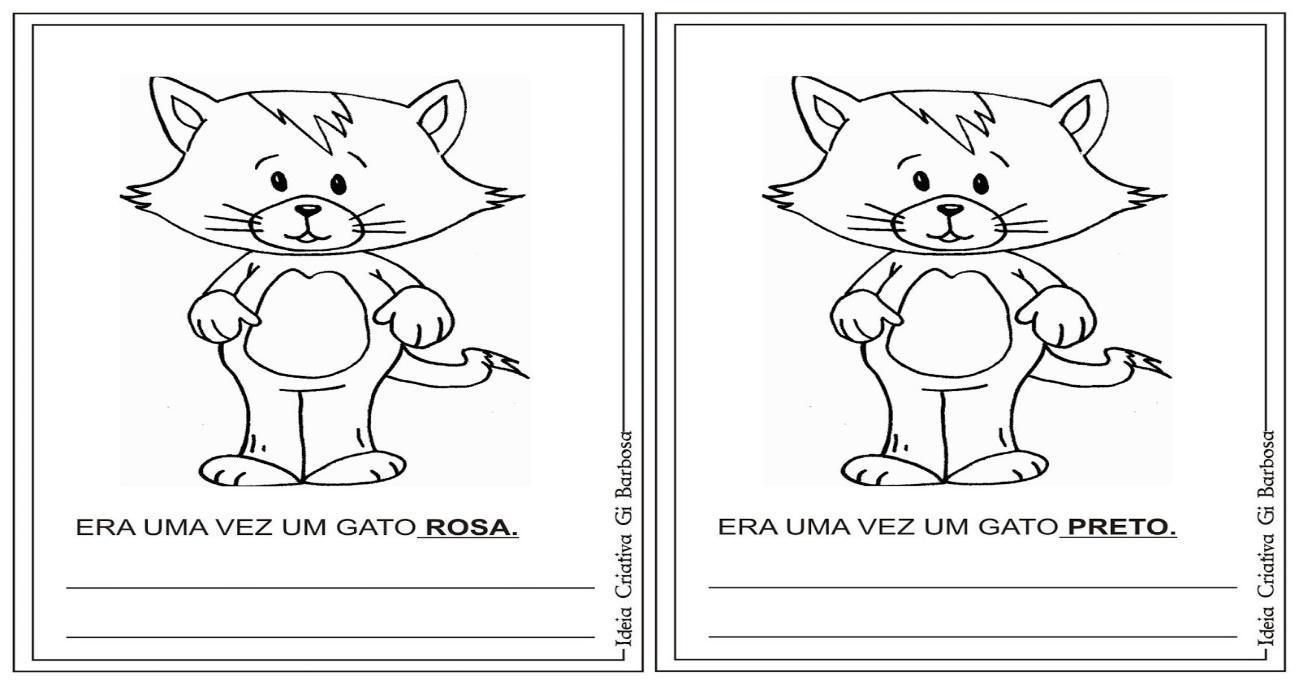 ERA UMA VEZ UM GATO ROSA.
Ideia Criativa Gi Barbosa
ERA UMA VEZ UM GATO PRETO.
Ideia Criativa Gi Barbosa